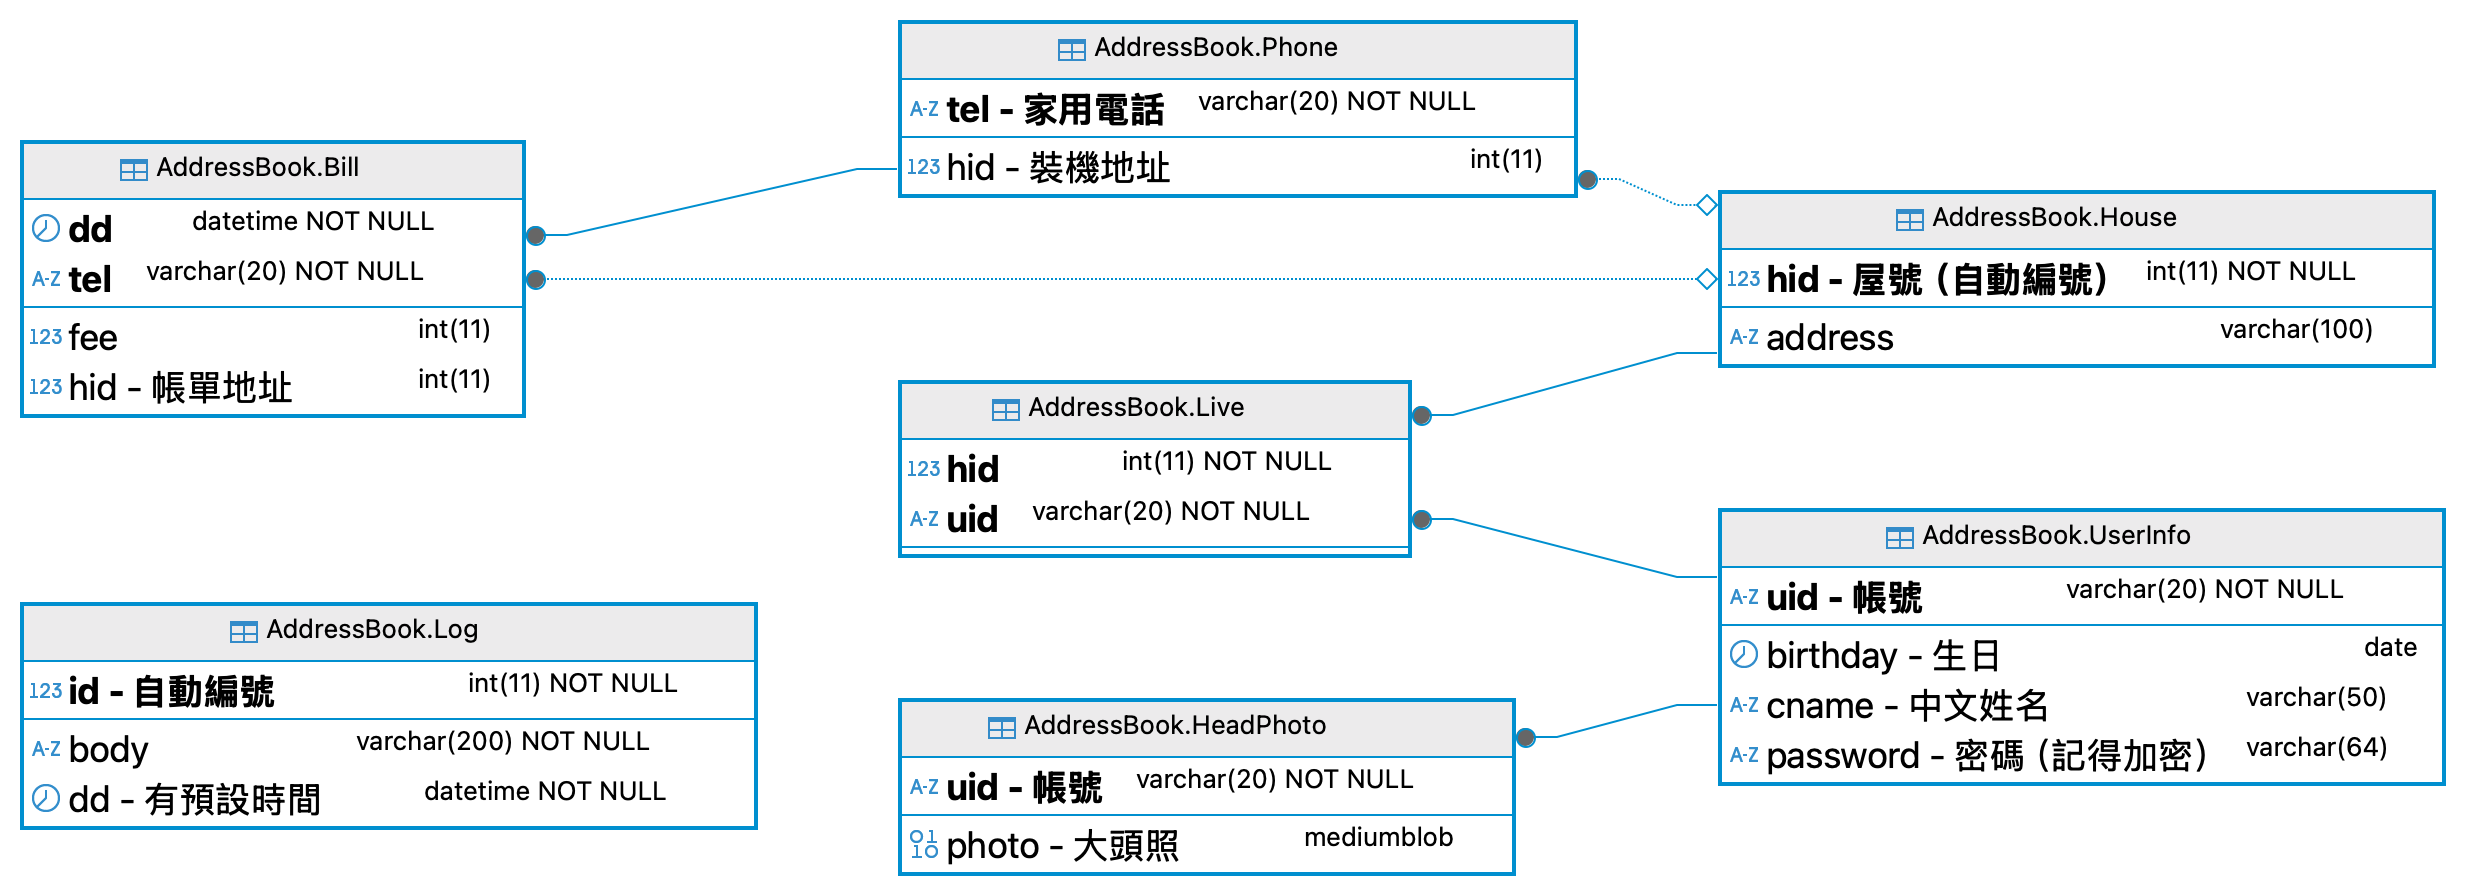 AddressBook.Phone
A-Z tel - 家用電話 varchar(20) NOT NULL
123 hid - 裝機地址 int(11)
AddressBook.Bill
dd datetime NOT NULL
A-Z tel varchar(20) NOT NULL
123 fee int(11)
123 hid - 帳單地址 int(11)
AddressBook.House
123 hid - 屋號（自動編號） int(11) NOT NULL
A-Z address varchar(100)
AddressBook.Live
123 hid int(11) NOT NULL
A-Z uid varchar(20) NOT NULL
AddressBook.UserInfo
A-Z uid - 帳號 varchar(20) NOT NULL
birthday - 生日 date
A-Z cname - 中文姓名 varchar(50)
A-Z password - 密碼（記得加密） varchar(64)
AddressBook.Log
123 id - 自動編號 int(11) NOT NULL
A-Z body varchar(200) NOT NULL
dd - 有預設時間 datetime NOT NULL
AddressBook.HeadPhoto
A-Z uid - 帳號 varchar(20) NOT NULL
01
10 photo - 大頭照 mediumblob